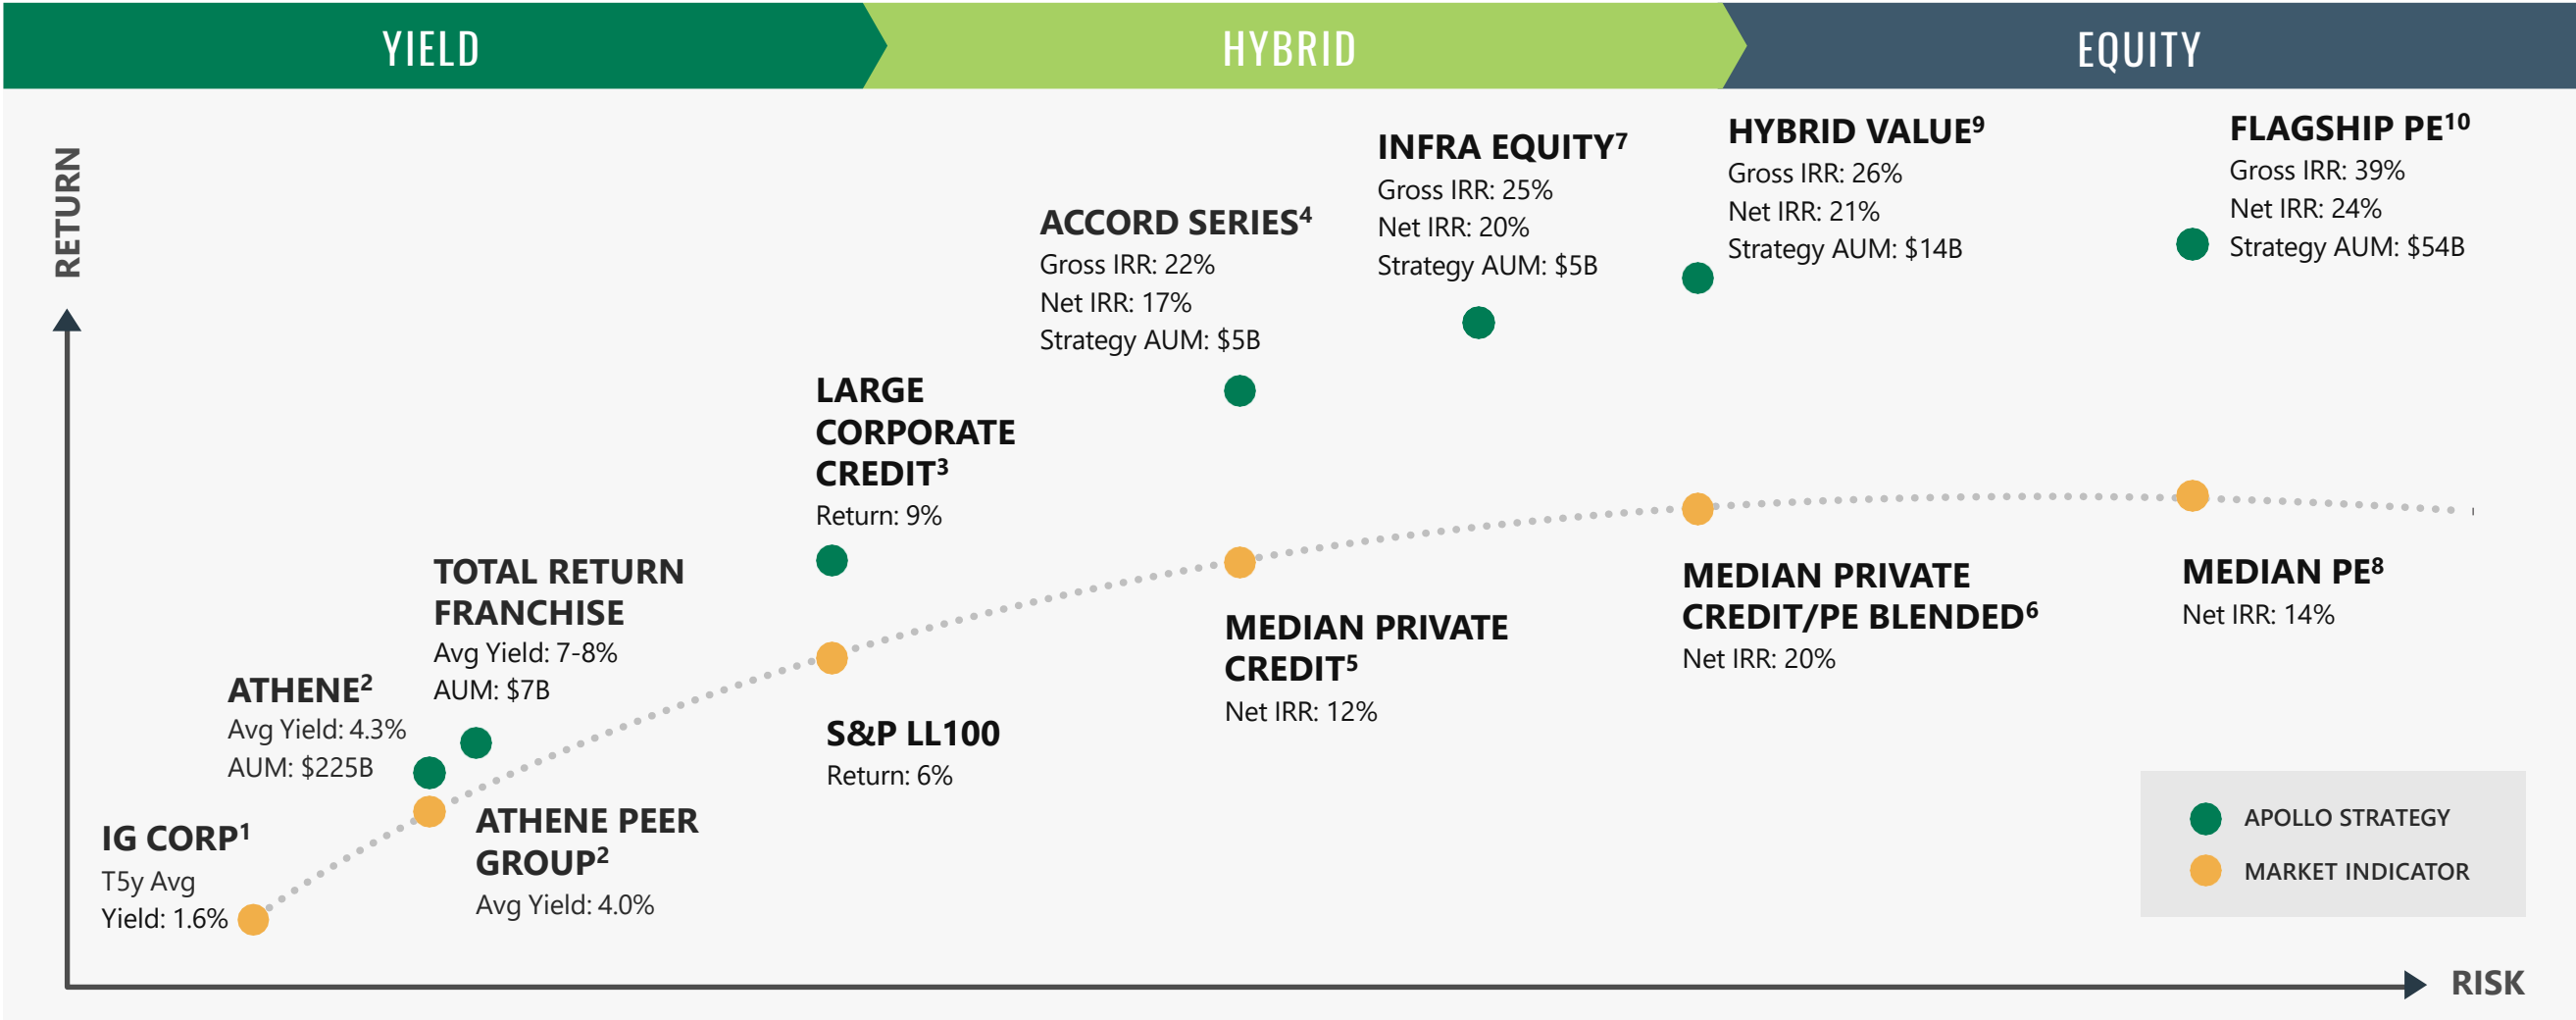 YIELD
HYBRID
EQUITY
RETURN
IG CORP¹
T5y Avg
Yield: 1.6%
ATHENE²
Avg Yield: 4.3%
AUM: $225B
TOTAL RETURN
FRANCHISE
Avg Yield: 7-8%
AUM: $7B
ATHENE PEER
GROUP²
Avg Yield: 4.0%
LARGE
CORPORATE
CREDIT³
Return: 9%
S&P LL100
Return: 6%
ACCORD SERIES⁴
Gross IRR: 22%
Net IRR: 17%
Strategy AUM: $5B
MEDIAN PRIVATE
CREDIT⁵
Net IRR: 12%
INFRA EQUITY⁷
Gross IRR: 25%
Net IRR: 20%
Strategy AUM: $5B
HYBRID VALUE⁹
Gross IRR: 26%
Net IRR: 21%
Strategy AUM: $14B
MEDIAN PRIVATE
CREDIT/PE BLENDED⁶
Net IRR: 20%
FLAGSHIP PE¹⁰
Gross IRR: 39%
Net IRR: 24%
Strategy AUM: $54B
MEDIAN PE⁸
Net IRR: 14%
APOLLO STRATEGY
MARKET INDICATOR
RISK